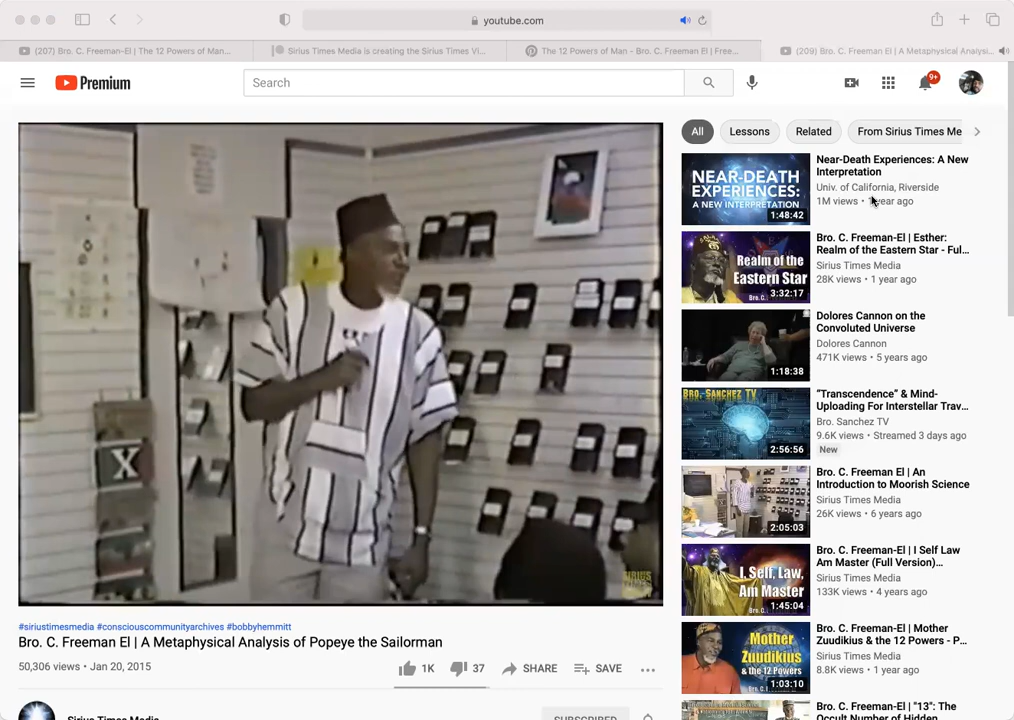 youtube.com
(207) Bro. C. Freeman-El | The 12 Powers of Man...
Sirius Times Media is creating the Sirius Times Vi...
The 12 Powers of Man - Bro. C. Freeman El | Free...
(209) Bro. C. Freeman El | A Metaphysical Analysi...
Premium
Search
9+
All
Lessons
Related
From Sirius Times Me
X
NEAR-DEATH
EXPERIENCES:
A NEW INTERPRETATION
1:48:42
Near-Death Experiences: A New
Interpretation
Univ. of California, Riverside
1M views • 1 year ago
Realm of the
Eastern Star
Bro. C.
3:32:17
Bro. C. Freeman-El | Esther:
Realm of the Eastern Star - Ful...
Sirius Times Media
28K views • 1 year ago
1:18:38
Dolores Cannon on the
Convoluted Universe
Dolores Cannon
471K views • 5 years ago
BRO. SANCHEZ TV
2:56:56
“Transcendence” & Mind-
Uploading For Interstellar Trav...
Bro. Sanchez TV
9.6K views • Streamed 3 days ago
New
2:05:03
Bro. C. Freeman El | An
Introduction to Moorish Science
Sirius Times Media
26K views • 6 years ago
I, Self, Law,
Am Master
1:45:04
Bro. C. Freeman-El | I Self Law
Am Master (Full Version)...
Sirius Times Media
133K views • 4 years ago
Mother
Zuudikius
& the 12 Powers
Bro. C.
1:03:10
Bro. C. Freeman-El | Mother
Zuudikius & the 12 Powers - P...
Sirius Times Media
8.8K views • 1 year ago
Bro. C. Freeman-El | "13": The
Occult Number of Hidden
SIRIUS
#siriustimesmedia #consciouscommunityarchives #bobbyhemmitt
Bro. C. Freeman El | A Metaphysical Analysis of Popeye the Sailorman
50,306 views • Jan 20, 2015
1K
37
SHARE
SAVE
Sirius Times Media
SUBSCRIBED